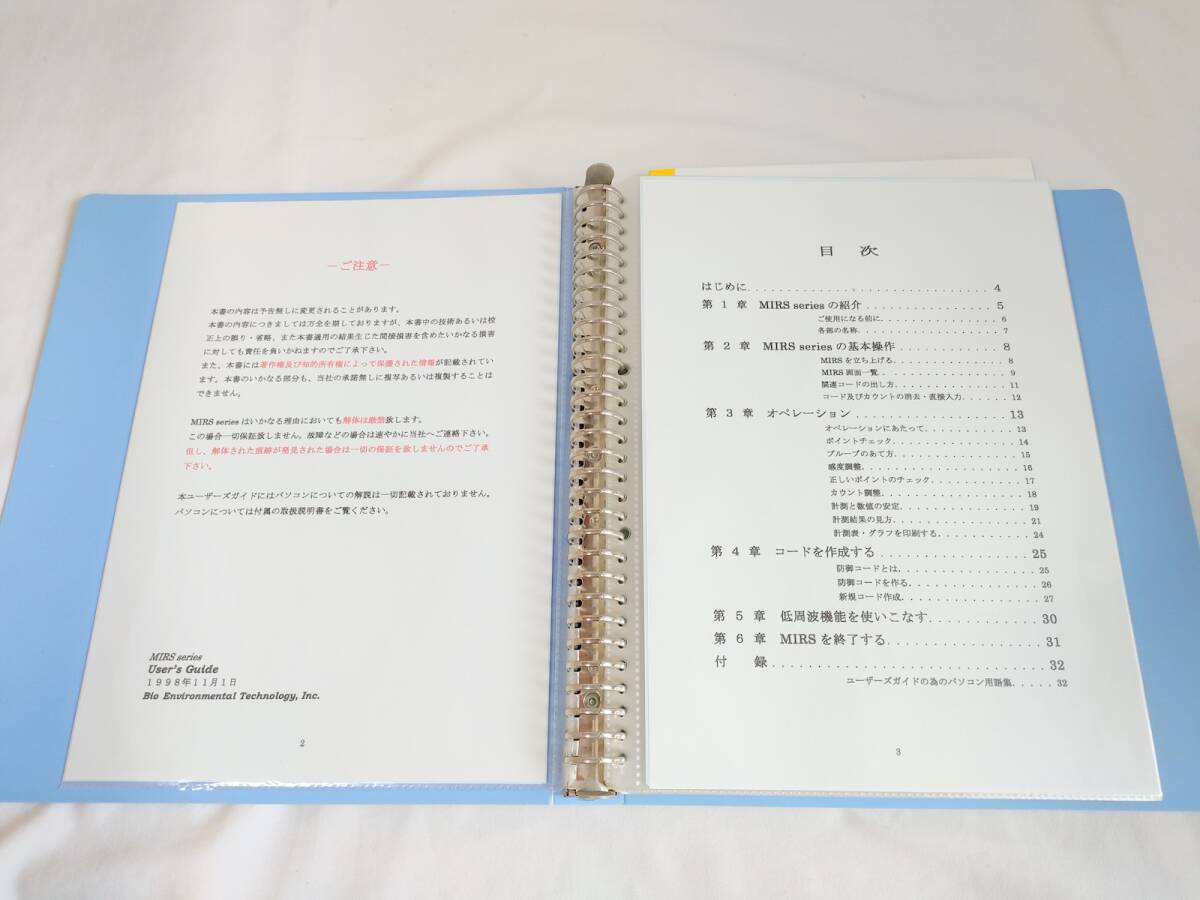 －ご注意－
本書の内容は予告無しに変更されることがあります。
本書の内容につきましては万全を期しておりますが、本書中の技術あるいは校
正上の誤り・省略、また本書適用の結果生じた間接損害を含めたいかなる損害
に対しても責任を負いかねますのでご了承下さい。
また、本書には著作権及び知的所有権によって保護された情報が記載されてい
ます。本書のいかなる部分も、当社の承諾無しに複写あるいは複製することは
できません。
MIRS seriesはいかなる理由においても解体は厳禁致します。
この場合一切保証致しません。故障などの場合は速やかに当社へご連絡下さい。
但し、解体された痕跡が発見された場合は一切の保証を致しませんのでご了承
下さい。
本ユーザーズガイドにはパソコンについての解説は一切記載されておりません。
パソコンについては付属の取扱説明書をご覧ください。
MIRS series
User's Guide
１９９８年１１月１日
Bio Environmental Technology, Inc.
2
目　次
はじめに. . . . . . . . . . . . . . . . . . . . . . . . . . 4
第 1 章　MIRS series の紹介 . . . . . . . . . . . . . . 5
ご使用になる前に. . . . . . . . . . . . . . . . 6
各部の名称. . . . . . . . . . . . . . . . . . . 7
第 2 章　MIRS series の基本操作 . . . . . . . . . . . 8
MIRS を立ち上げる. . . . . . . . . . . . . . . 8
MIRS 画面一覧. . . . . . . . . . . . . . . . . 9
関連コードの出し方. . . . . . . . . . . . . . . 11
コード及びカウントの消去・直接入力. . . . . . . 12
第 3 章　オペレーション . . . . . . . . . . . . . . . 13
オペレーションにあたって. . . . . . . . . . . . 13
ポイントチェック. . . . . . . . . . . . . . . . 14
プルーブのあて方. . . . . . . . . . . . . . . . 15
感度調整. . . . . . . . . . . . . . . . . . . . 16
正しいポイントのチェック. . . . . . . . . . . . 17
カウント調整. . . . . . . . . . . . . . . . . . 18
計測と数値の安定. . . . . . . . . . . . . . . . 19
計測結果の見方. . . . . . . . . . . . . . . . . 21
計測表・グラフを印刷する. . . . . . . . . . . . 24
第 4 章　コードを作成する . . . . . . . . . . . . . . 25
防御コードとは. . . . . . . . . . . . . . . . . 25
防御コードを作る. . . . . . . . . . . . . . . . 26
新規コード作成. . . . . . . . . . . . . . . . . 27
第 5 章　低周波機能を使いこなす. . . . . . . . . . . 30
第 6 章　MIRS を終了する. . . . . . . . . . . . . . . 31
付　録. . . . . . . . . . . . . . . . . . . . . . . . 32
ユーザーズガイドの為のパソコン用語集. . . . . 32
3